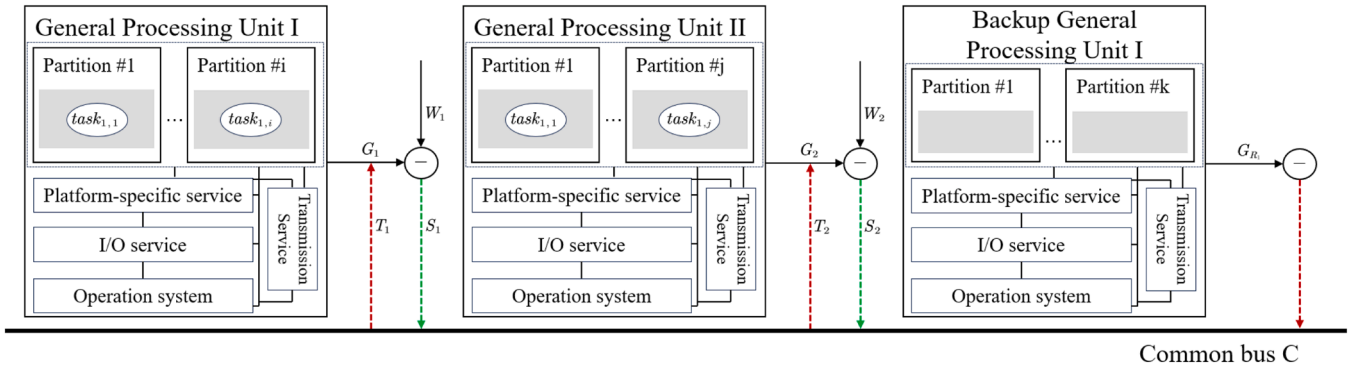 General Processing Unit I
Partition #1
Partition #i
task1,1
...
task1,i
G1
W1
−
Platform-specific service
I/O service
Operation system
Transmission
Service
T1
S1
General Processing Unit II
Partition #1
Partition #j
task1,1
...
task1,j
G2
W2
−
Platform-specific service
I/O service
Operation system
Transmission
Service
T2
S2
Backup General
Processing Unit I
Partition #1
Partition #k
...
GR1
−
Platform-specific service
I/O service
Operation system
Transmission
Service
Common bus C